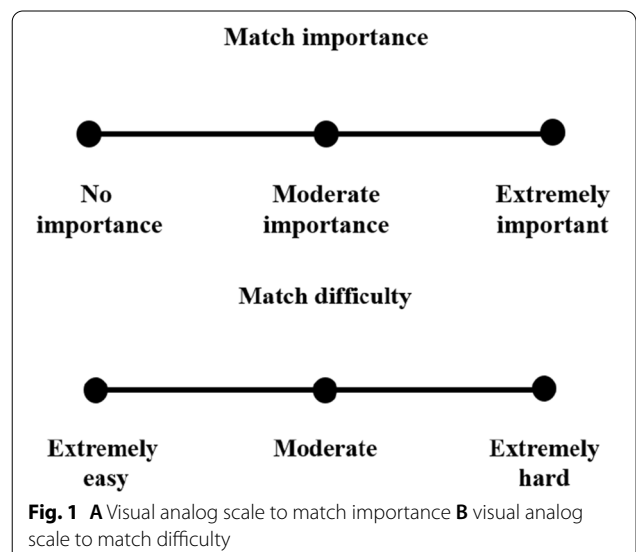 Match importance
No Moderate Extremely
importance importance important
Match difficulty
Extremely Moderate Extremely
easy hard
Fig. 1 A Visual analog scale to match importance B visual analog
scale to match difficulty